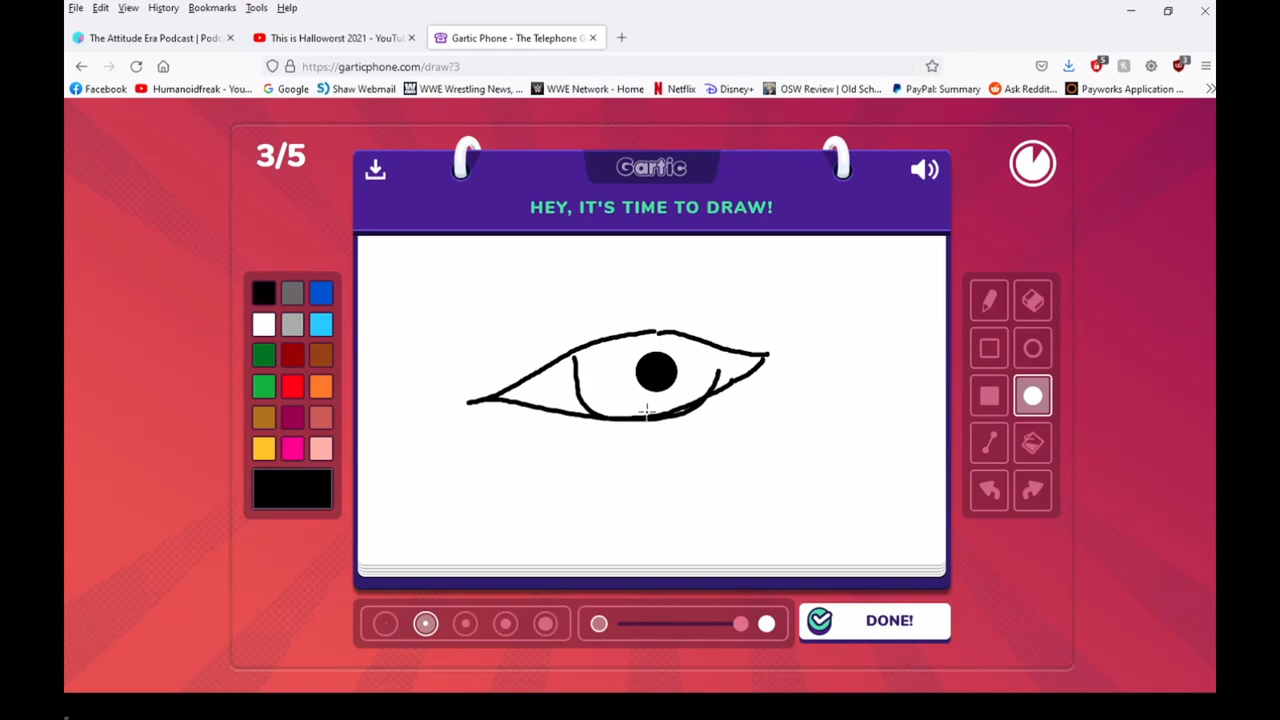 File Edit View History Bookmarks Tools Help
The Attitude Era Podcast | Podc
This is Halloworst 2021 - YouTu
Gartic Phone - The Telephone G
https://garticphone.com/draw?3
5
3
Facebook
Humanoidfreak - You...
Google
Shaw Webmail
WWE Wrestling News, ...
WWE Network - Home
Netflix
Disney+
OSW Review | Old Sch...
PayPal: Summary
Ask Reddit...
Payworks Application ...
3/5
Gartic
HEY, IT'S TIME TO DRAW!
DONE!